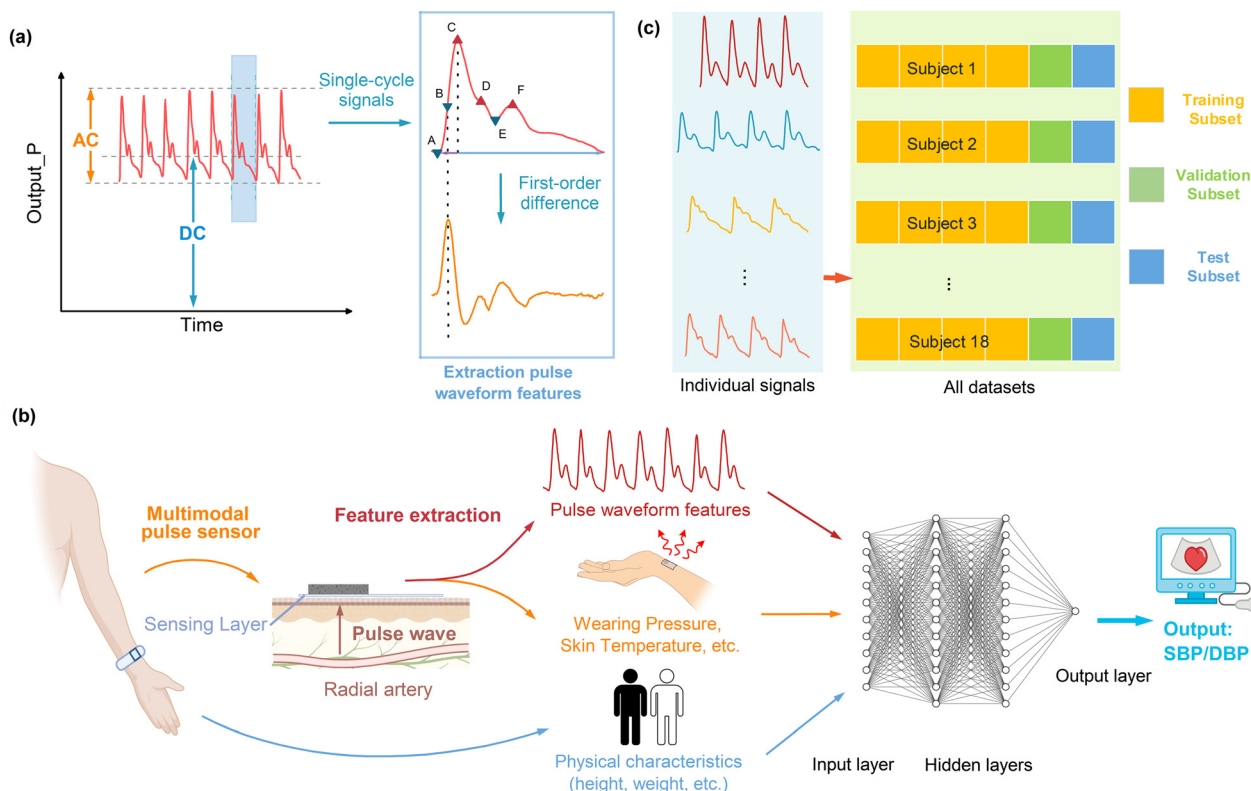 (a)
Output_P
AC
DC
Time
Single-cycle
signals
A
B
C
D
E
F
First-order
difference
Extraction pulse
waveform features
(c)
Individual signals
Subject 1
Subject 2
Subject 3
...
...
Subject 18
All datasets
Training
Subset
Validation
Subset
Test
Subset
(b)
Multimodal
pulse sensor
Feature extraction
Sensing Layer
Pulse wave
Radial artery
Pulse waveform features
Wearing Pressure,
Skin Temperature, etc.
Physical characteristics
(height, weight, etc.)
Input layer
Hidden layers
Output layer
Output:
SBP/DBP